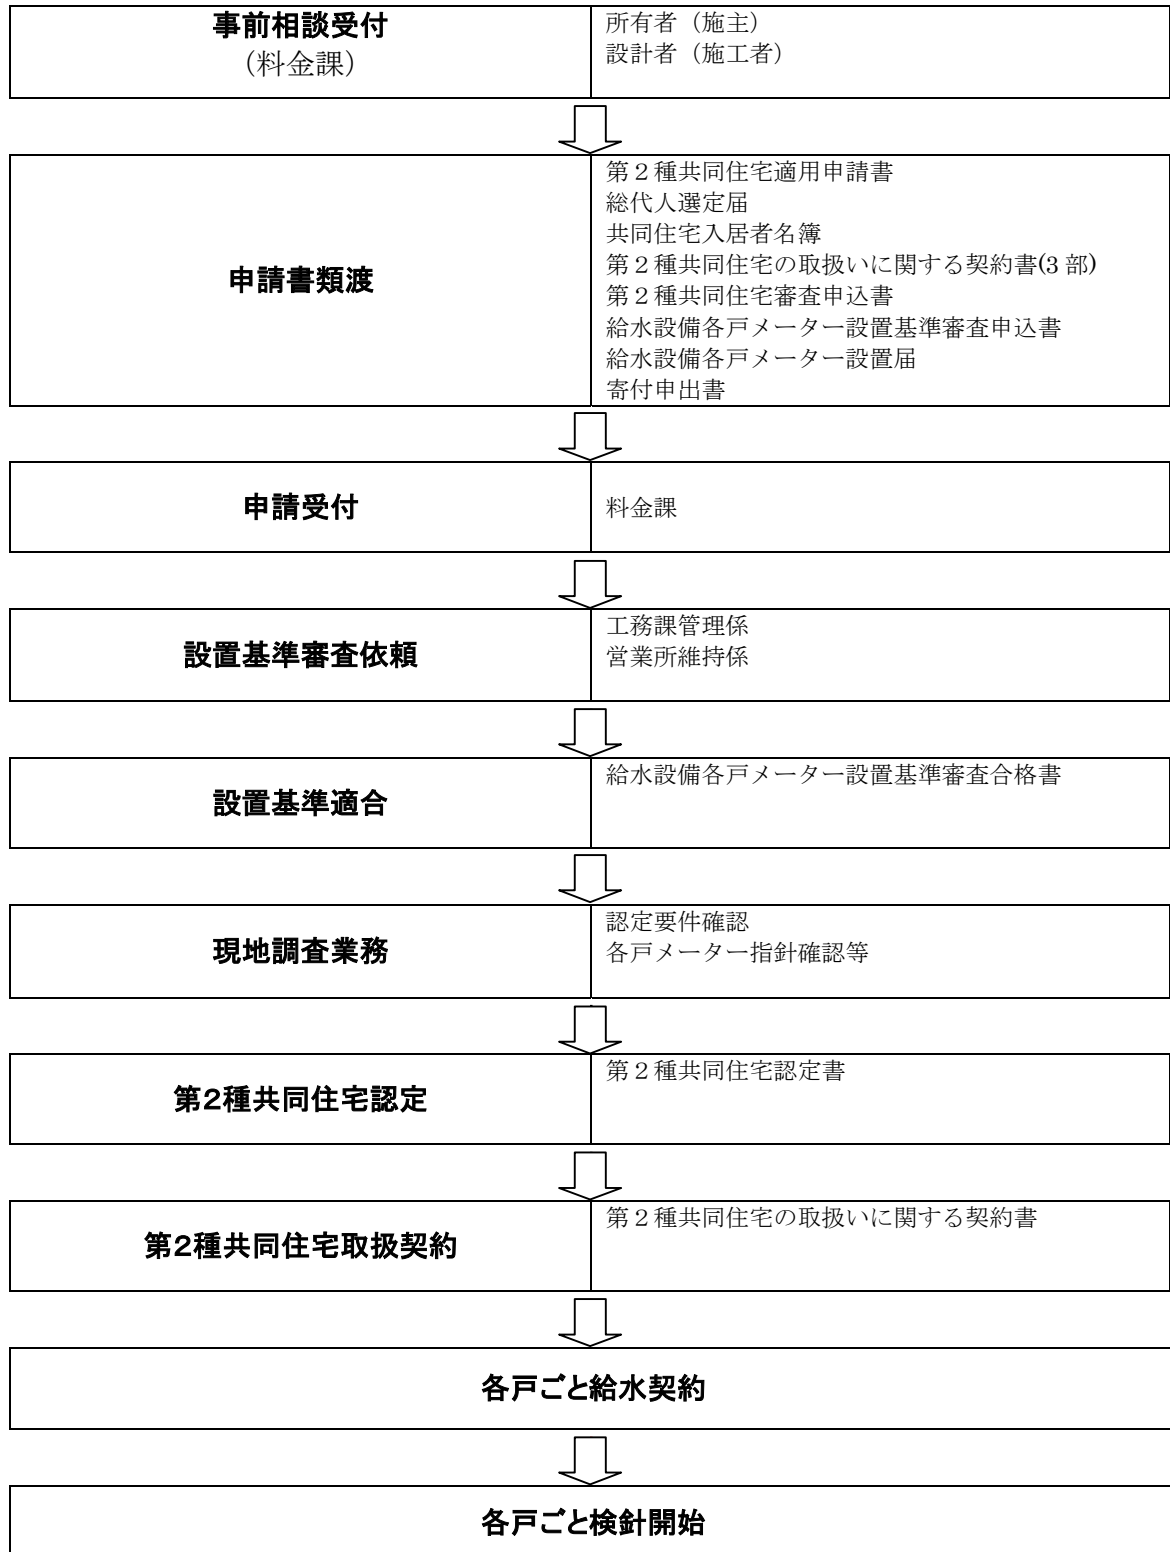 事前相談受付
（料金課）
所有者（施主）
設計者（施工者）
申請書類渡
第２種共同住宅適用申請書
総代人選定届
共同住宅入居者名簿
第２種共同住宅の取扱いに関する契約書(3 部)
第２種共同住宅審査申込書
給水設備各戸メーター設置基準審査申込書
給水設備各戸メーター設置届
寄付申出書
申請受付
料金課
設置基準審査依頼
工務課管理係
営業所維持係
設置基準適合
給水設備各戸メーター設置基準審査合格書
現地調査業務
認定要件確認
各戸メーター指針確認等
第２種共同住宅認定
第２種共同住宅認定書
第２種共同住宅取扱契約
第２種共同住宅の取扱いに関する契約書
各戸ごと給水契約
各戸ごと検針開始